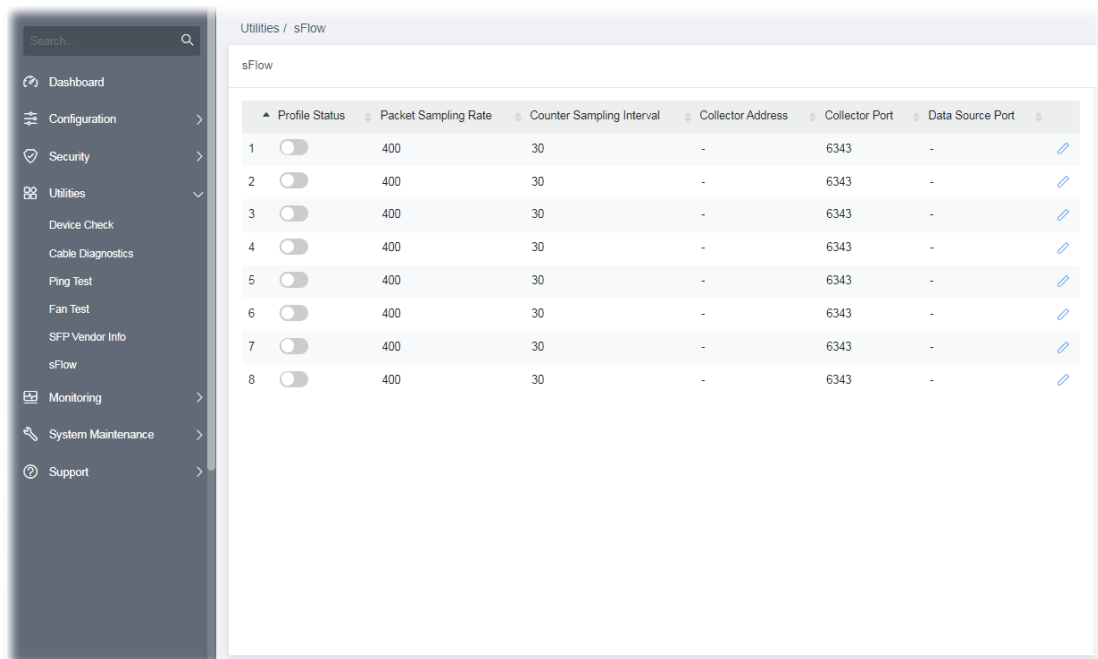 Search...
Dashboard
Configuration
Security
Utilities
Device Check
Cable Diagnostics
Ping Test
Fan Test
SFP Vendor Info
sFlow
Monitoring
System Maintenance
Support
Utilities / sFlow
sFlow
Profile Status Packet Sampling Rate Counter Sampling Interval Collector Address Collector Port Data Source Port
1 400 30 - 6343 -
2 400 30 - 6343 -
3 400 30 - 6343 -
4 400 30 - 6343 -
5 400 30 - 6343 -
6 400 30 - 6343 -
7 400 30 - 6343 -
8 400 30 - 6343 -